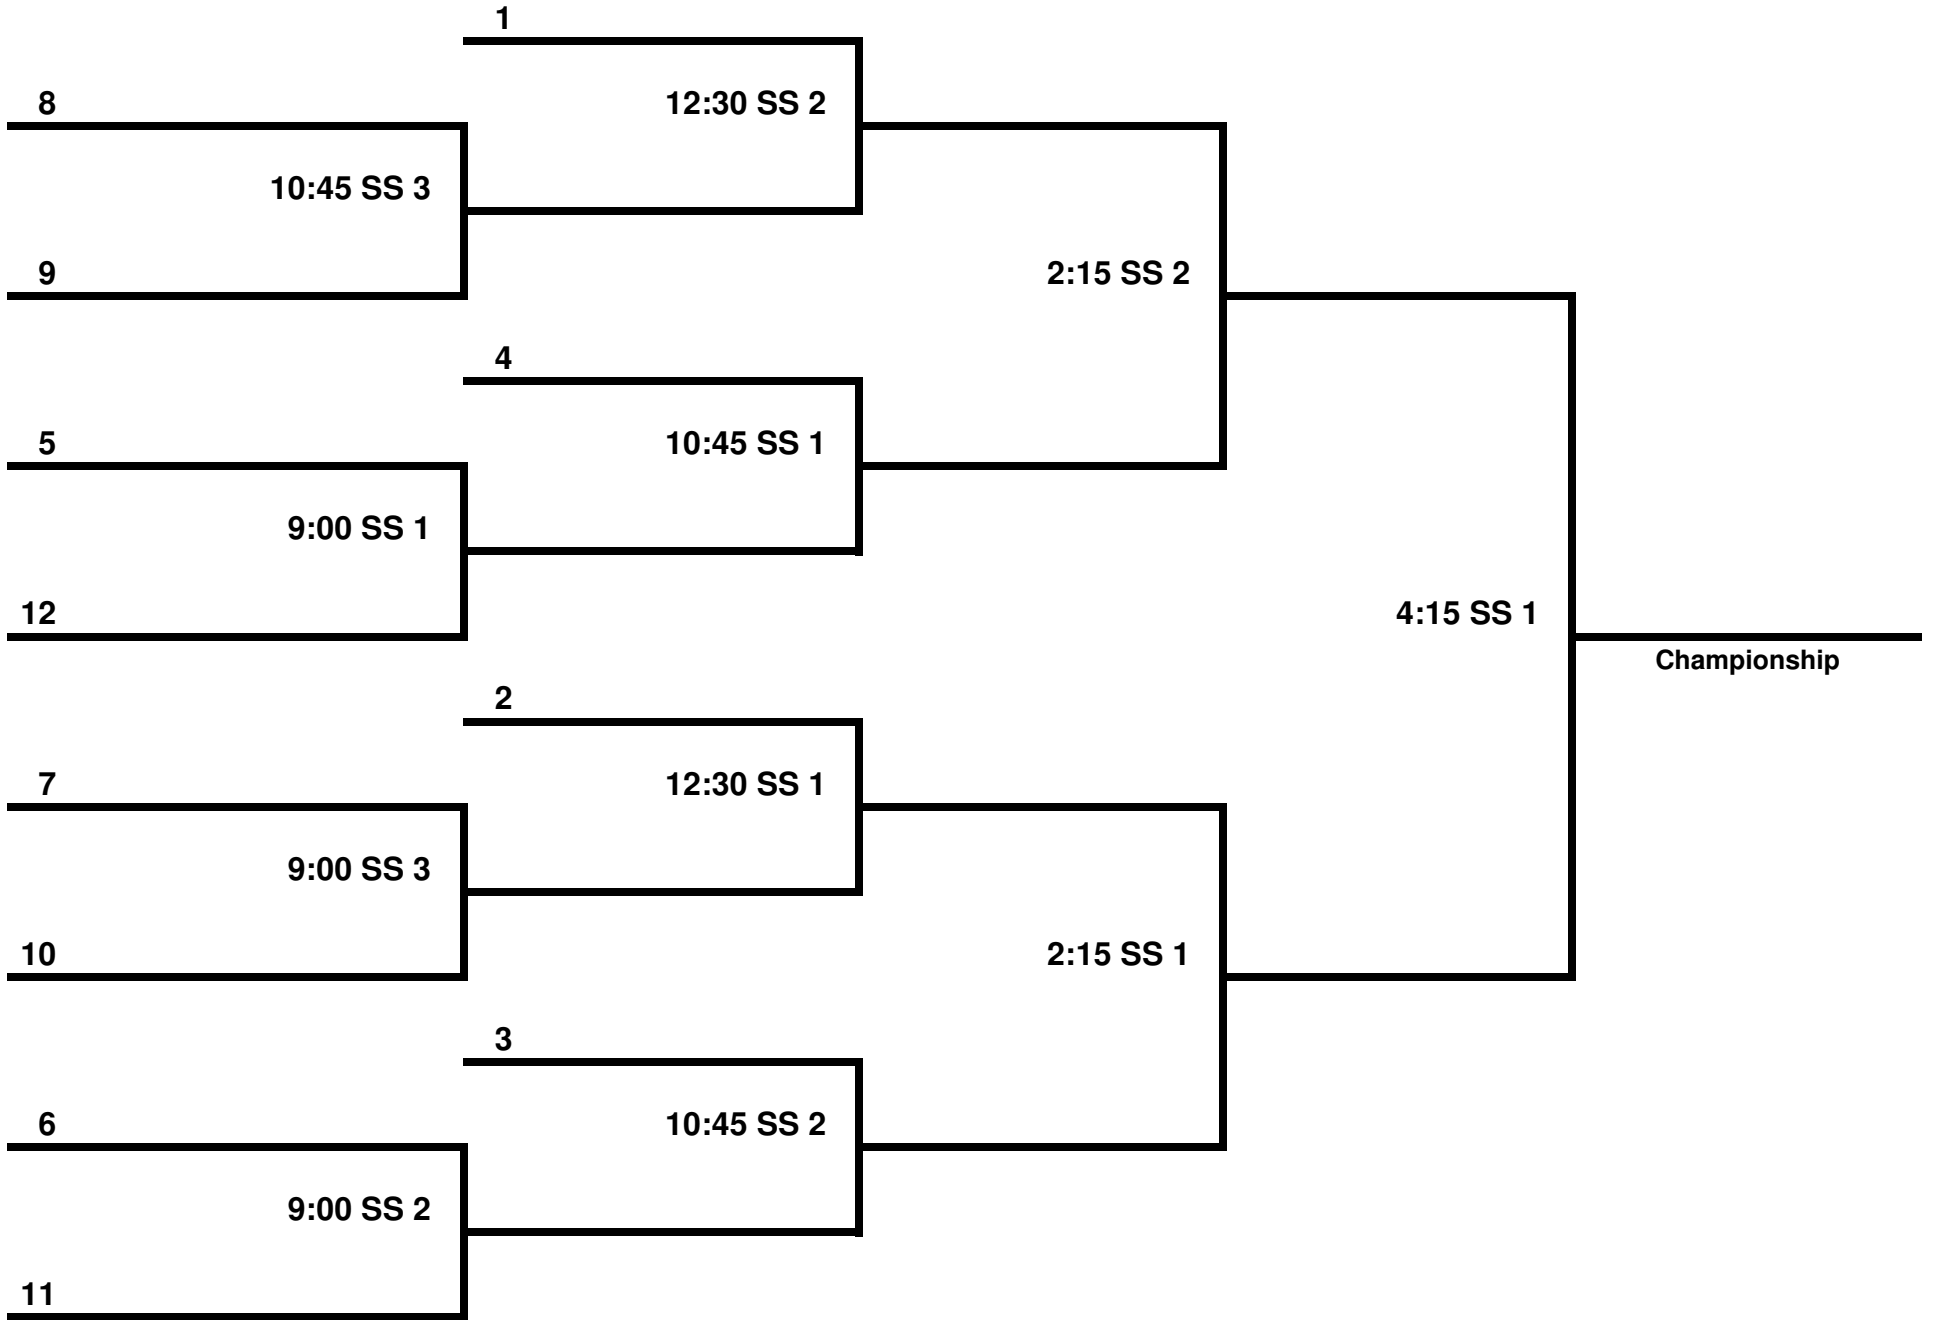 1
8
12:30 SS 2
10:45 SS 3
9
2:15 SS 2
4
5
10:45 SS 1
9:00 SS 1
12
4:15 SS 1
Championship
2
7
12:30 SS 1
9:00 SS 3
10
2:15 SS 1
3
6
10:45 SS 2
9:00 SS 2
11